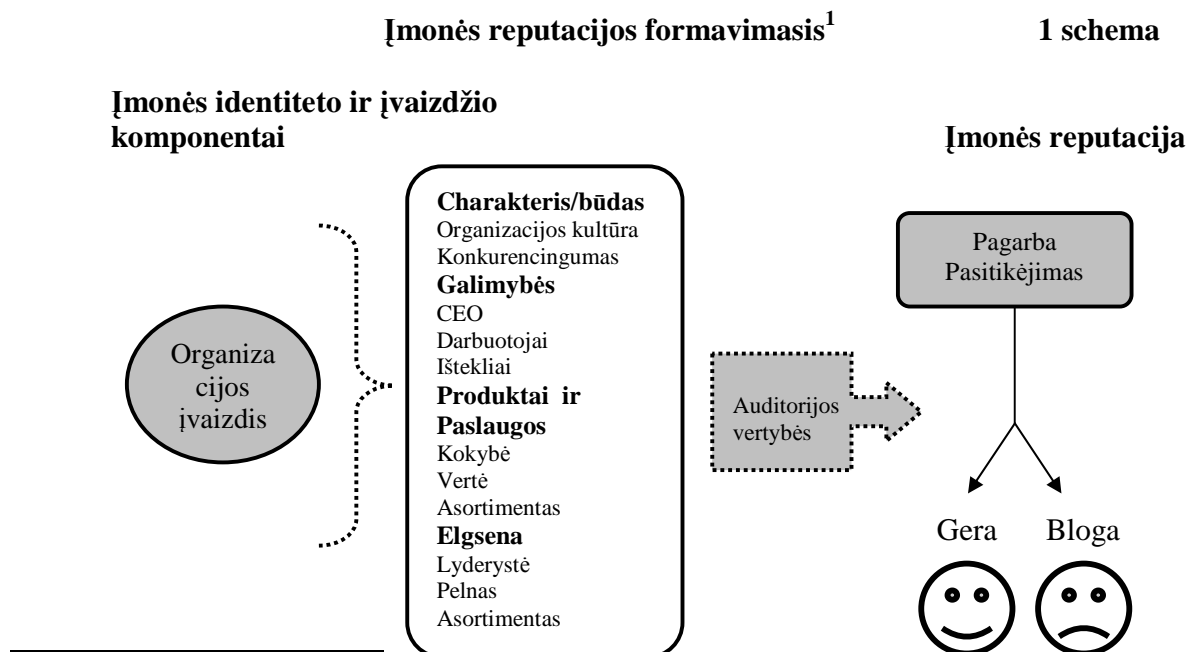 Įmonės reputacijos formavimasis1 1 schema
Įmonės identiteto ir įvaizdžio
komponentai
Įmonės reputacija
Organiza
cijos
įvaizdis
Charakteris/būdas
Organizacijos kultūra
Konkurencingumas
Galimybės
CEO
Darbuotojai
Ištekliai
Produktai ir
Paslaugos
Kokybė
Vertė
Asortimentas
Elgsena
Lyderystė
Pelnas
Asortimentas
Auditorijos
vertybės
Pagarba
Pasitikėjimas
Gera Bloga